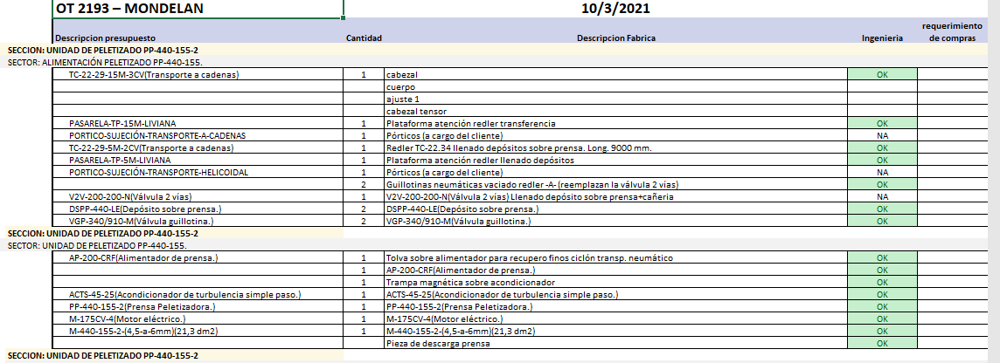 OT 2193 – MONDELAN 10/3/2021
requerimiento
Descripcion presupuesto Cantidad Descripcion Fabrica Ingenieria de compras
SECCION: UNIDAD DE PELETIZADO PP-440-155-2
SECTOR: ALIMENTACIÓN PELETIZADO PP-440-155.
TC-22-29-15M-3CV(Transporte a cadenas) 1 cabezal OK
cuerpo
ajuste 1
cabezal tensor
PASARELA-TP-15M-LIVIANA 1 Plataforma atención redler transferencia OK
PORTICO-SUJECIÓN-TRANSPORTE-A-CADENAS 1 Pórticos (a cargo del cliente) NA
TC-22-29-5M-2CV(Transporte a cadenas) 1 Redler TC-22.34 llenado depósitos sobre prensa. Long. 9000 mm. OK
PASARELA-TP-5M-LIVIANA 1 Plataforma atención redler llenado depósitos OK
PORTICO-SUJECIÓN-TRANSPORTE-HELICOIDAL 1 Pórticos (a cargo del cliente) NA
2 Guillotinas neumáticas vaciado redler -A- (reemplazan la válvula 2 vías) OK
V2V-200-200-N(Válvula 2 vías) 1 V2V-200-200-N(Válvula 2 vías) Llenado depósito sobre prensa+cañeria NA
DSPP-440-LE(Depósito sobre prensa.) 2 DSPP-440-LE(Depósito sobre prensa.) OK
VGP-340/910-M(Válvula guillotina.) 2 VGP-340/910-M(Válvula guillotina.) OK
SECCION: UNIDAD DE PELETIZADO PP-440-155-2
SECTOR: UNIDAD DE PELETIZADO PP-440-155.
AP-200-CRF(Alimentador de prensa.) 1 Tolva sobre alimentador para recupero finos ciclón transp. neumático OK
1 AP-200-CRF(Alimentador de prensa.) OK
1 Trampa magnética sobre acondicionador OK
ACTS-45-25(Acondicionador de turbulencia simple paso.) 1 ACTS-45-25(Acondicionador de turbulencia simple paso.) OK
PP-440-155-2(Prensa Peletizadora.) 1 PP-440-155-2(Prensa Peletizadora.) OK
M-175CV-4(Motor eléctrico.) 1 M-175CV-4(Motor eléctrico.) OK
M-440-155-2-(4,5-a-6mm)(21,3 dm2) 1 M-440-155-2-(4,5-a-6mm)(21,3 dm2) OK
Pieza de descarga prensa OK
SECCION: UNIDAD DE PELETIZADO PP-440-155-2